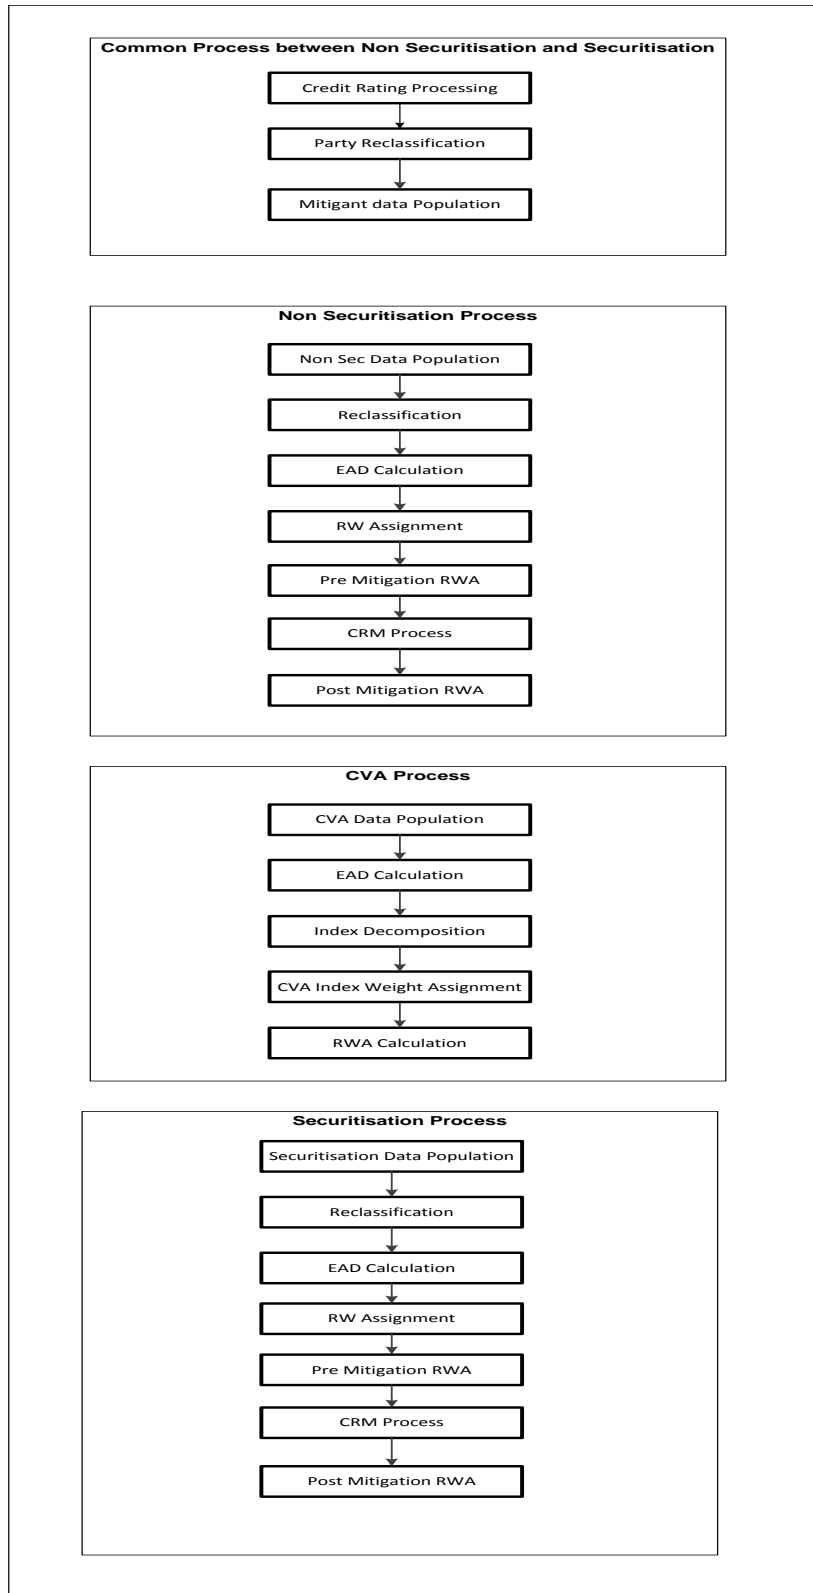 Common Process between Non Securitisation and Securitisation
Credit Rating Processing
Party Reclassification
Mitigant data Population
Non Securitisation Process
Non Sec Data Population
Reclassification
EAD Calculation
RW Assignment
Pre Mitigation RWA
CRM Process
Post Mitigation RWA
CVA Process
CVA Data Population
EAD Calculation
Index Decomposition
CVA Index Weight Assignment
RWA Calculation
Securitisation Process
Securitisation Data Population
Reclassification
EAD Calculation
RW Assignment
Pre Mitigation RWA
CRM Process
Post Mitigation RWA